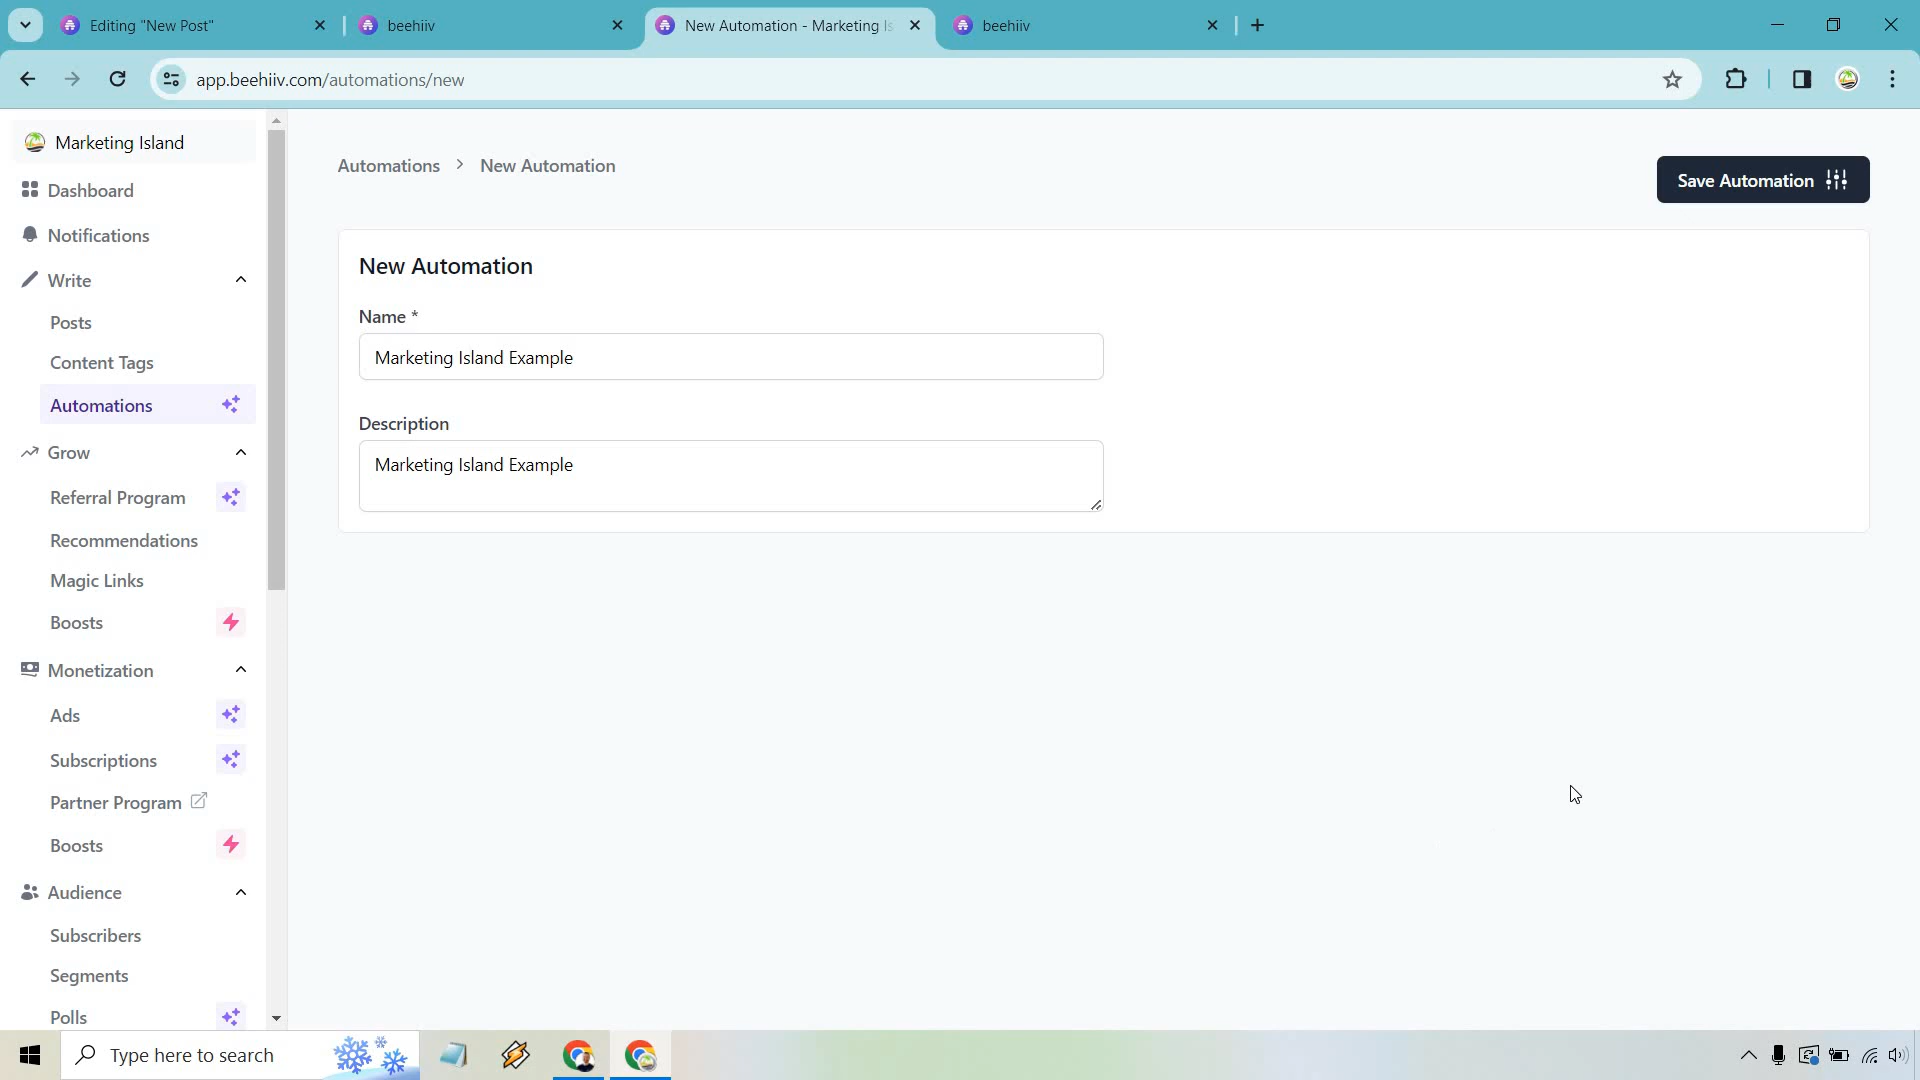 Editing "New Post"
beehiiv
New Automation - Marketing Is
beehiiv
app.beehiiv.com/automations/new
Marketing Island
Dashboard
Notifications
Write
Posts
Content Tags
Automations
Grow
Referral Program
Recommendations
Magic Links
Boosts
Monetization
Ads
Subscriptions
Partner Program
Boosts
Audience
Subscribers
Segments
Polls
Automations > New Automation
Save Automation
New Automation
Name *
Marketing Island Example
Description
Marketing Island Example
Type here to search